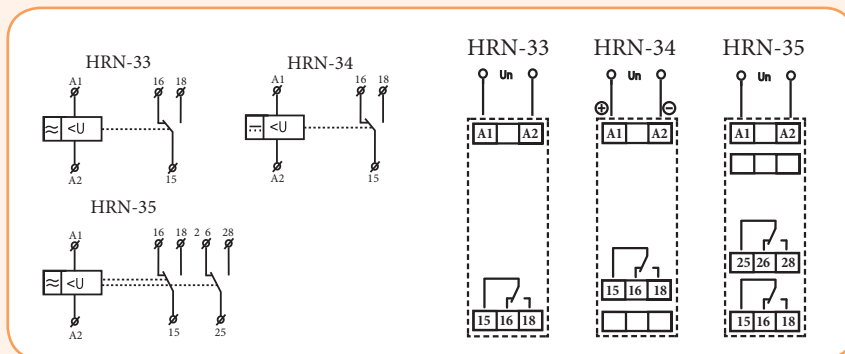 HRN-33
A1 16 18
≂ <U
A2 15
HRN-34
A1 16 18
⎓ <U
A2 15
HRN-35
A1 16 18 2 6 28
≂ <U
A2 15 25
HRN-33
Un
A1 A2
15 16 18
HRN-34
Un
+ −
A1 A2
15 16 18
HRN-35
Un
A1 A2
25 26 28
15 16 18